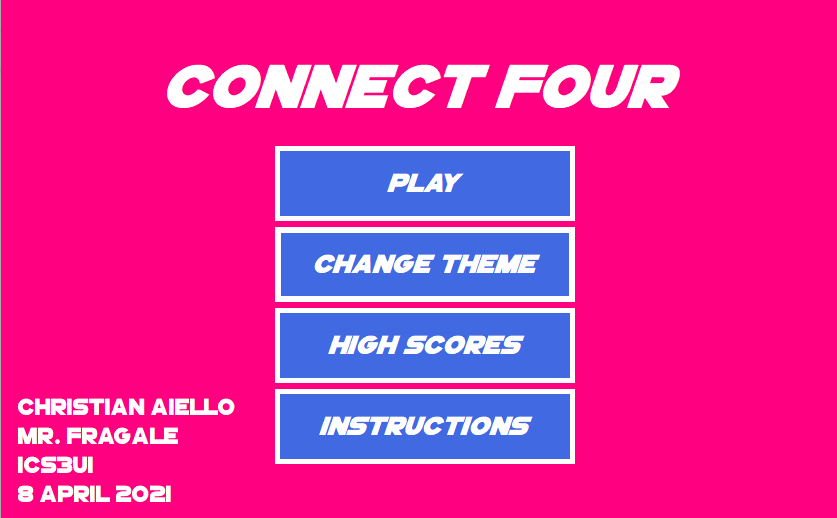 CONNECT FOUR
PLAY
CHANGE THEME
HIGH SCORES
INSTRUCTIONS
CHRISTIAN AIELLO
MR. FRAGALE
ICS3UI
8 APRIL 2021